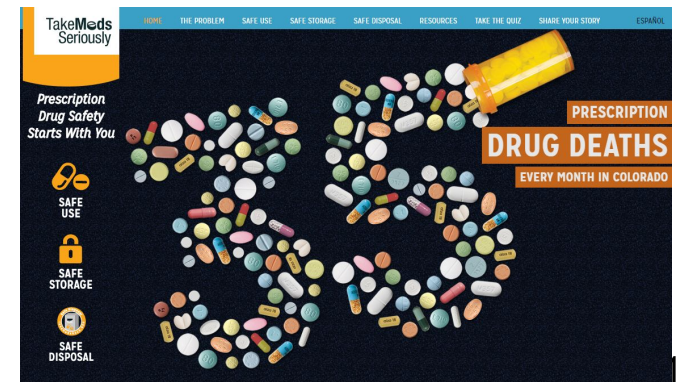 TakeMeds
Seriously
HOME THE PROBLEM SAFE USE SAFE STORAGE SAFE DISPOSAL RESOURCES TAKE THE QUIZ SHARE YOUR STORY ESPAÑOL
Prescription
Drug Safety
Starts With You
SAFE
USE
SAFE
STORAGE
SAFE
DISPOSAL
35
PRESCRIPTION
DRUG DEATHS
EVERY MONTH IN COLORADO